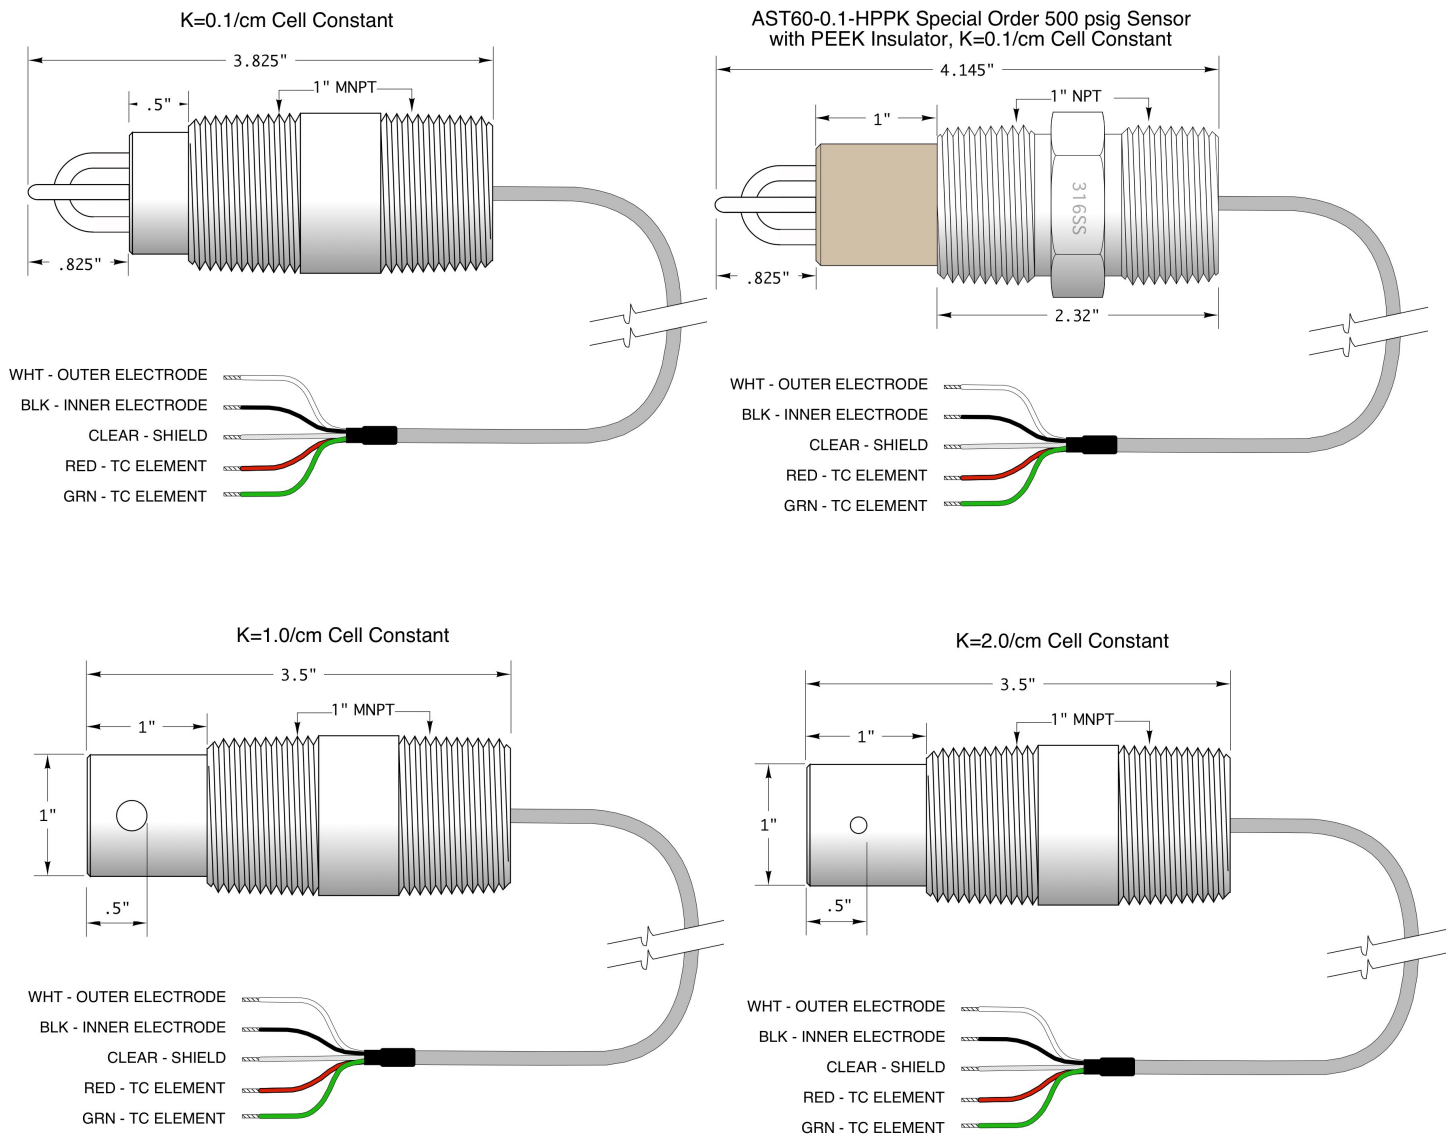 K=0.1/cm Cell Constant
3.825"
.5"
1" MNPT
.825"
WHT - OUTER ELECTRODE
BLK - INNER ELECTRODE
CLEAR - SHIELD
RED - TC ELEMENT
GRN - TC ELEMENT
AST60-0.1-HPPK Special Order 500 psig Sensor
with PEEK Insulator, K=0.1/cm Cell Constant
4.145"
1"
1" NPT
316SS
.825"
2.32"
WHT - OUTER ELECTRODE
BLK - INNER ELECTRODE
CLEAR - SHIELD
RED - TC ELEMENT
GRN - TC ELEMENT
K=1.0/cm Cell Constant
3.5"
1"
1" MNPT
1"
.5"
WHT - OUTER ELECTRODE
BLK - INNER ELECTRODE
CLEAR - SHIELD
RED - TC ELEMENT
GRN - TC ELEMENT
K=2.0/cm Cell Constant
3.5"
1"
1" MNPT
1"
.5"
WHT - OUTER ELECTRODE
BLK - INNER ELECTRODE
CLEAR - SHIELD
RED - TC ELEMENT
GRN - TC ELEMENT